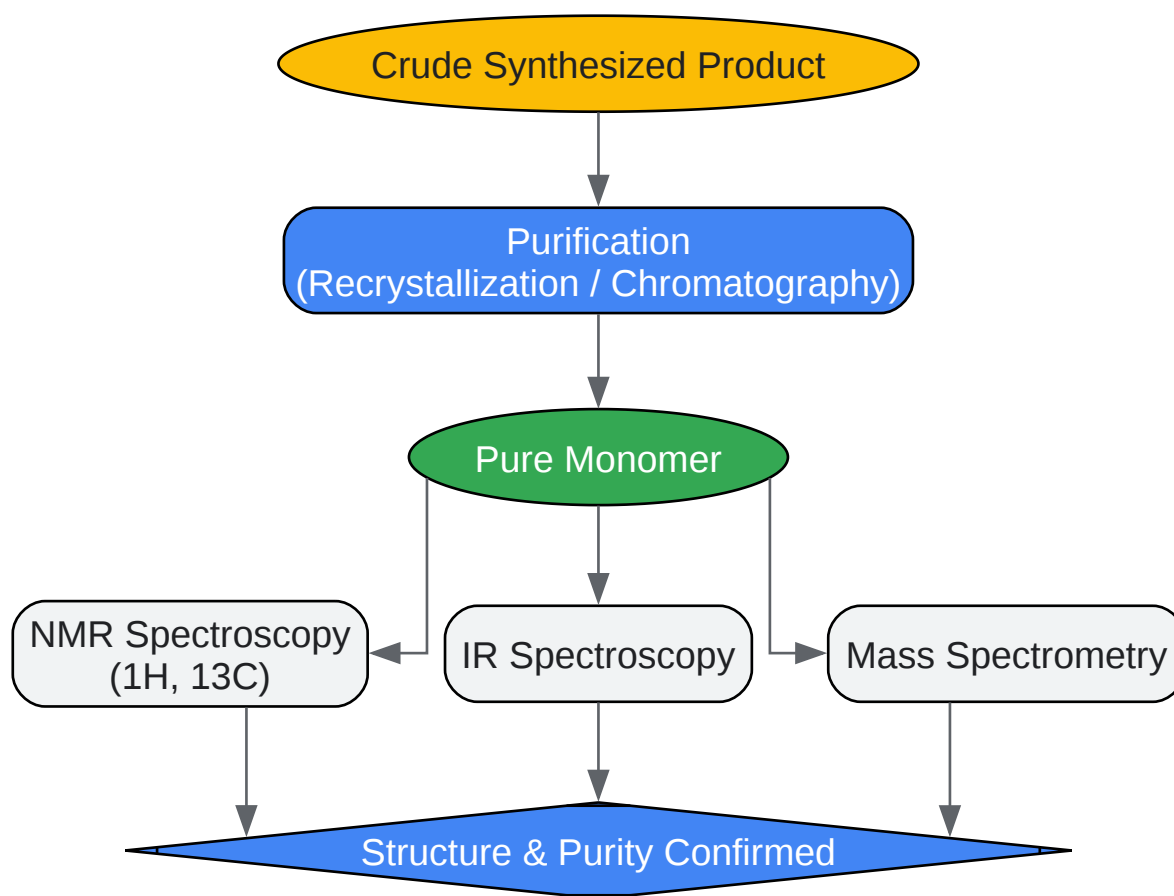 Crude Synthesized Product
Purification
(Recrystallization / Chromatography)
Pure Monomer
NMR Spectroscopy
(1H, 13C)
IR Spectroscopy
Mass Spectrometry
Structure & Purity Confirmed